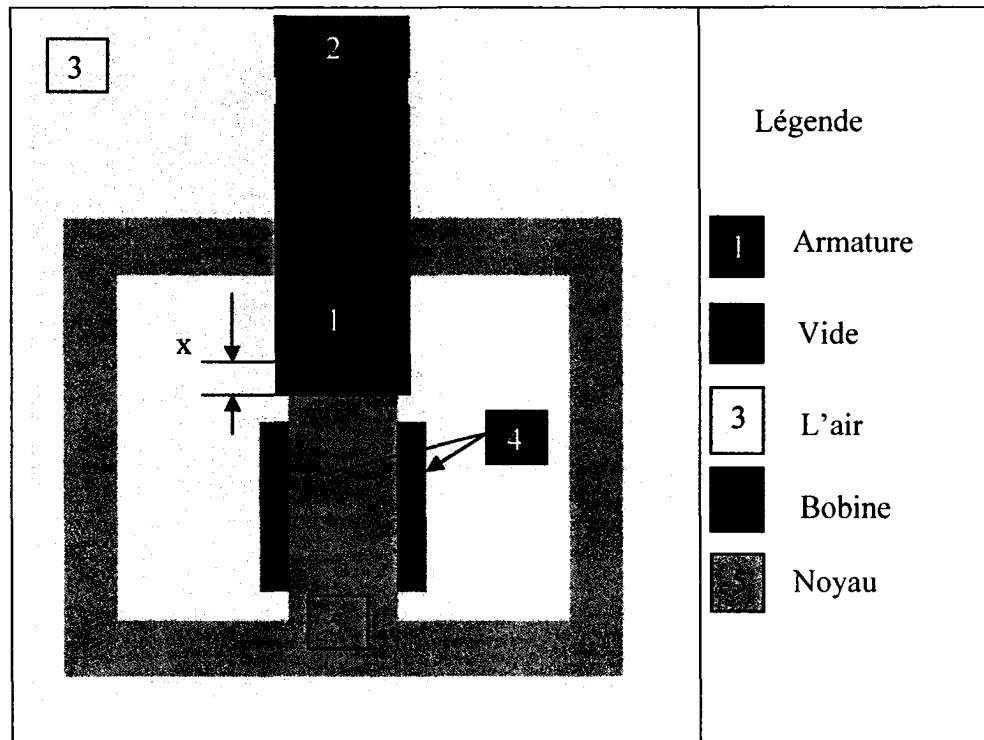 3
2
Légende
1 Armature
1
x
Vide
3 L'air
4
Bobine
Noyau